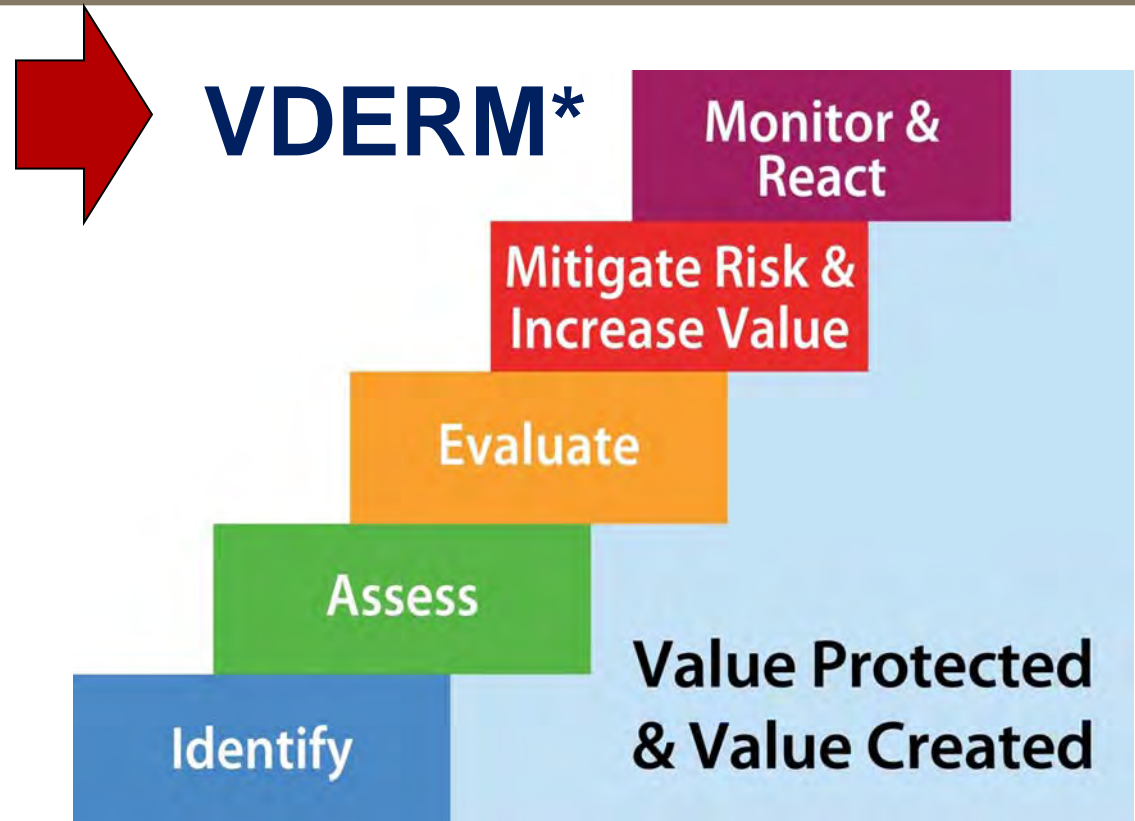 VDERM*
Monitor &
React
Mitigate Risk &
Increase Value
Evaluate
Assess
Identify
Value Protected
& Value Created